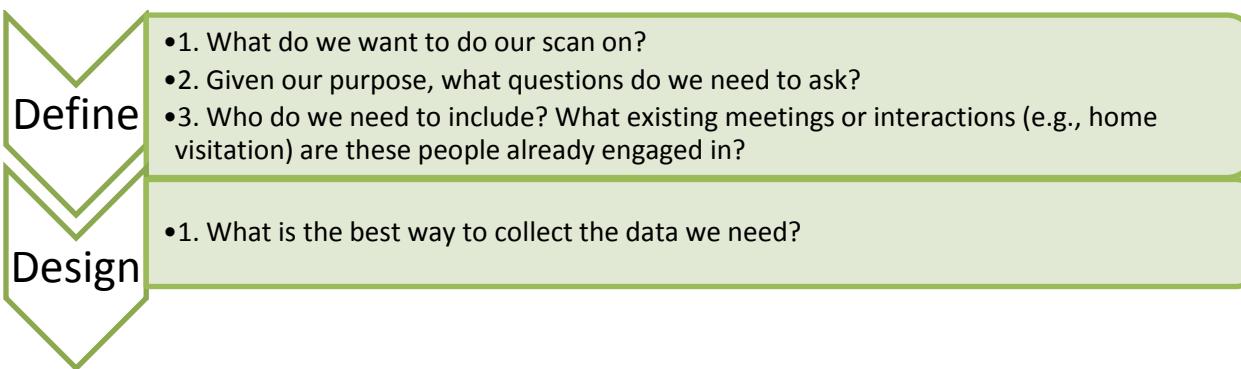 Define
•1. What do we want to do our scan on?
•2. Given our purpose, what questions do we need to ask?
•3. Who do we need to include? What existing meetings or interactions (e.g., home
visitation) are these people already engaged in?
Design
•1. What is the best way to collect the data we need?